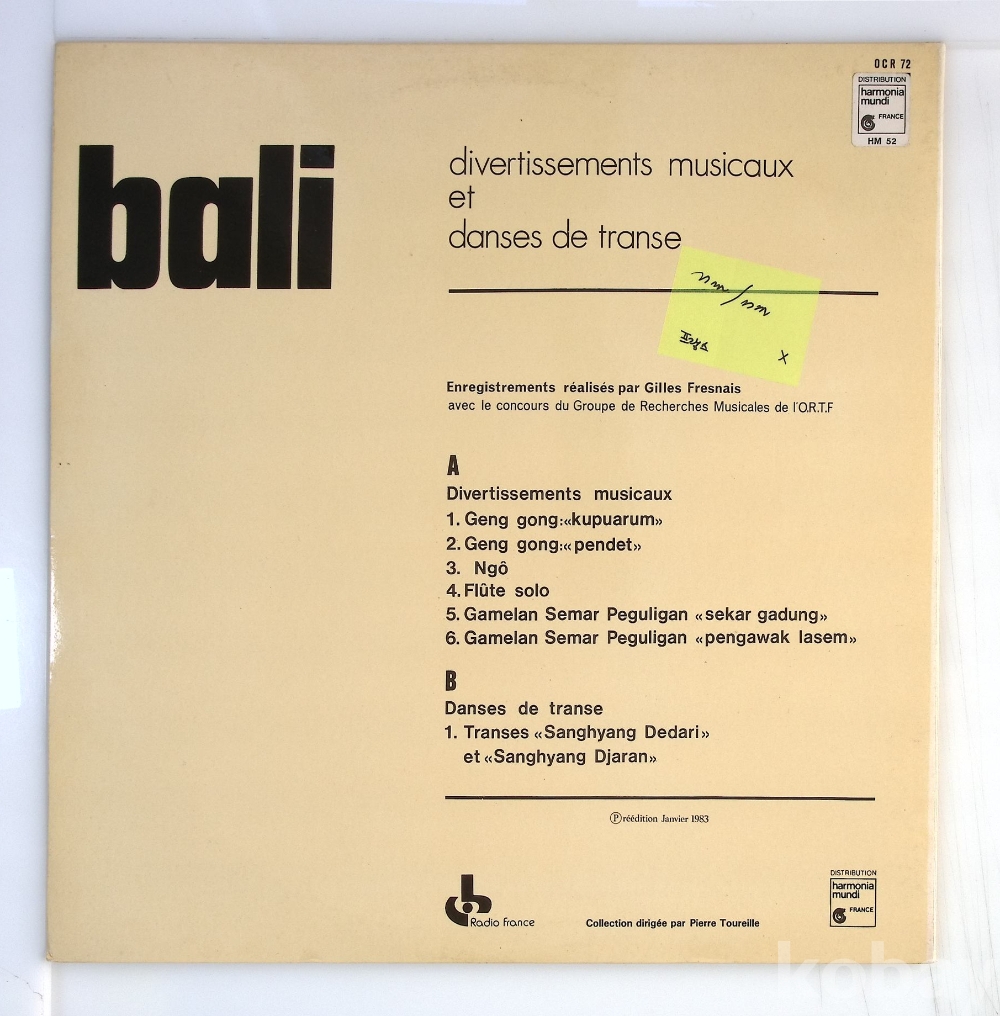 OCR 72
DISTRIBUTION
harmonia
mundi
FRANCE
HM 52
bali
divertissements musicaux
et
danses de transe
nm/nm
x
Enregistrements réalisés par Gilles Fresnais
avec le concours du Groupe de Recherches Musicales de l'O.R.T.F
A
Divertissements musicaux
1. Geng gong:«kupuarum»
2. Geng gong:«pendet»
3. Ngô
4. Flûte solo
5. Gamelan Semar Peguligan «sekar gadung»
6. Gamelan Semar Peguligan «pengawak lasem»
B
Danses de transe
1. Transes «Sanghyang Dedari»
et «Sanghyang Djaran»
Ⓟ réédition Janvier 1983
Radio France
Collection dirigée par Pierre Toureille
DISTRIBUTION
harmonia
mundi
FRANCE